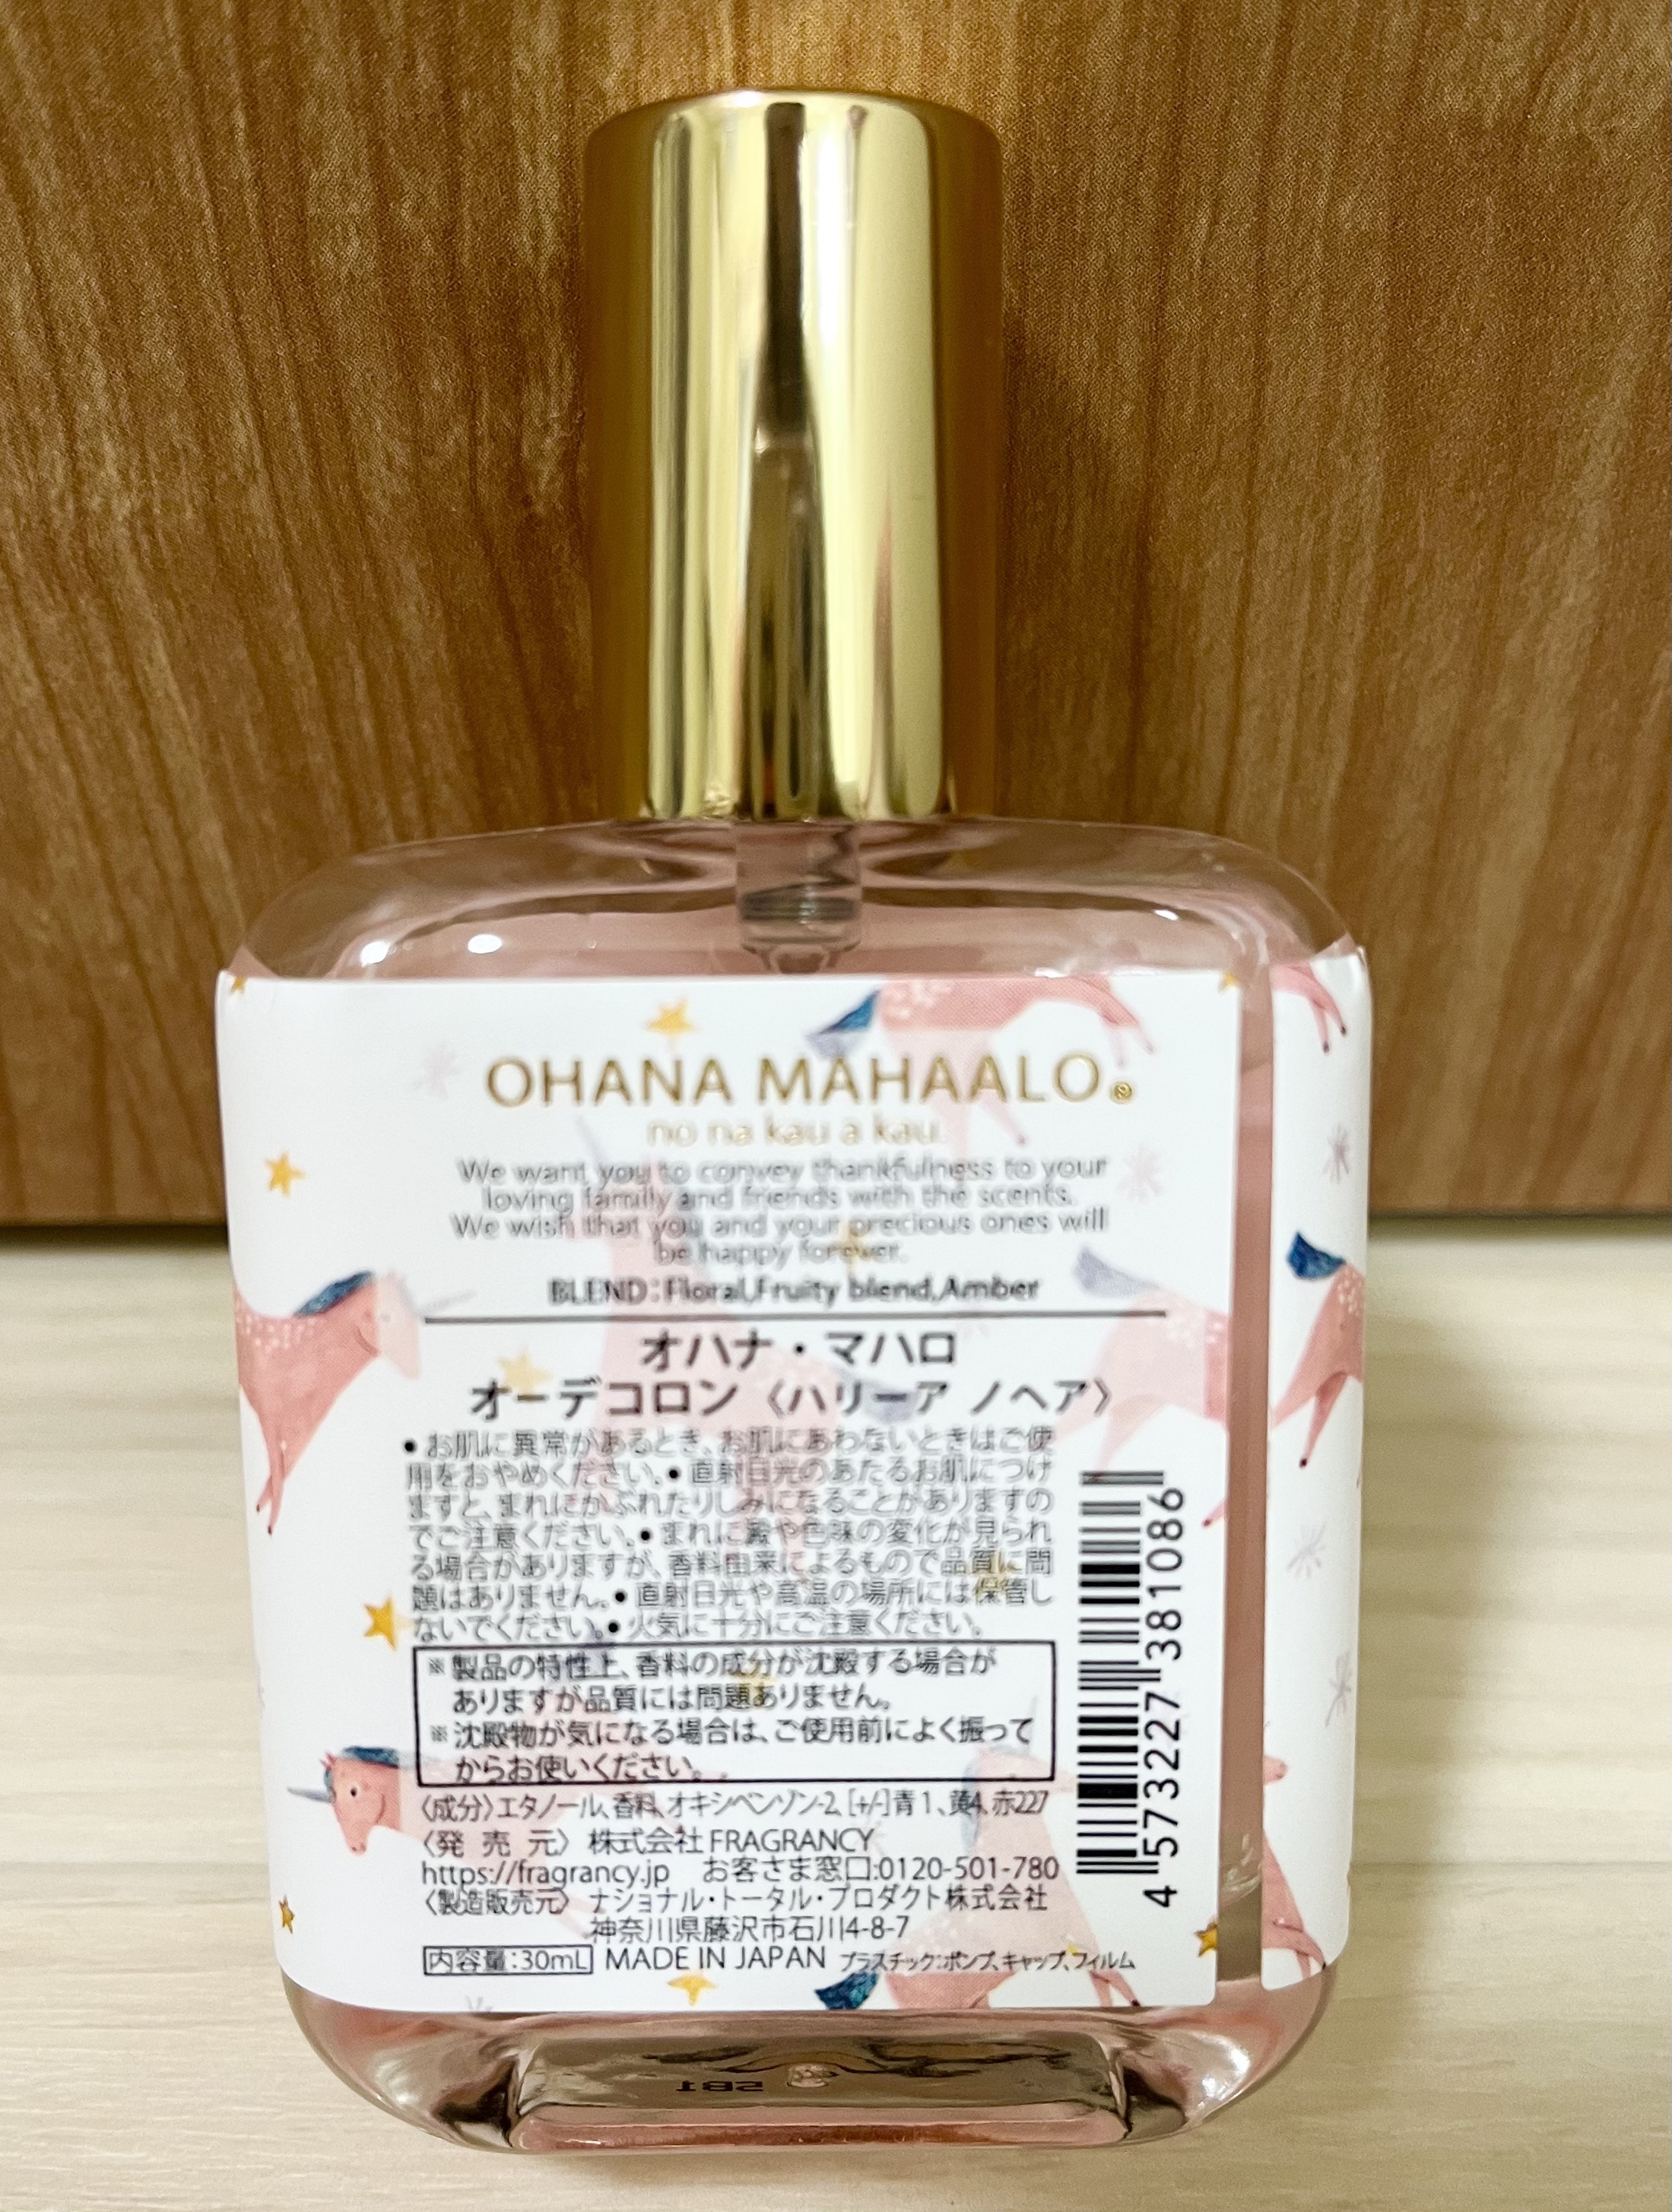 OHANA MAHAALO®
no na kau a kau.
We want you to convey thankfulness to your
loving family and friends with the scents.
We wish that you and your precious ones will
be happy forever.
BLEND:Floral,Fruity blend,Amber
オハナ・マハロ
オーデコロン〈ハリーア ノヘア〉
●お肌に異常があるとき、お肌にあわないときはご使
用をおやめください。●直射日光のあたるお肌につけ
ますと、まれにかぶれたりしみになることがありますの
でご注意ください。●まれに澱や色味の変化が見られ
る場合がありますが、香料由来によるもので品質に問
題はありません。●直射日光や高温の場所には保管し
ないでください。●火気に十分にご注意ください。
※製品の特性上、香料の成分が沈殿する場合が
ありますが品質には問題ありません。
※沈殿物が気になる場合は、ご使用前によく振って
からお使いください。
〈成分〉エタノール、香料、オキシベンゾン-2、[+/-]青1、黄4、赤227
〈発売元〉株式会社FRAGRANCY
https://fragrancy.jp お客さま窓口:0120-501-780
〈製造販売元〉ナショナル・トータル・プロダクト株式会社
神奈川県藤沢市石川4-8-7
内容量:30mL MADE IN JAPAN プラスチック:ポンプ、キャップ、フィルム
4573227381086